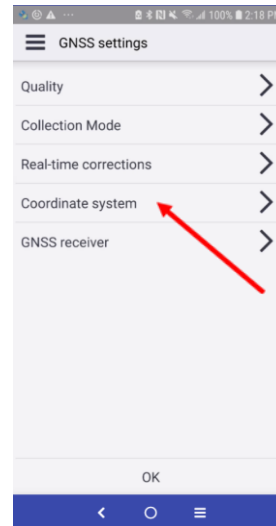 100% 2:18 PM
GNSS settings
Quality
Collection Mode
Real-time corrections
Coordinate system
GNSS receiver
OK